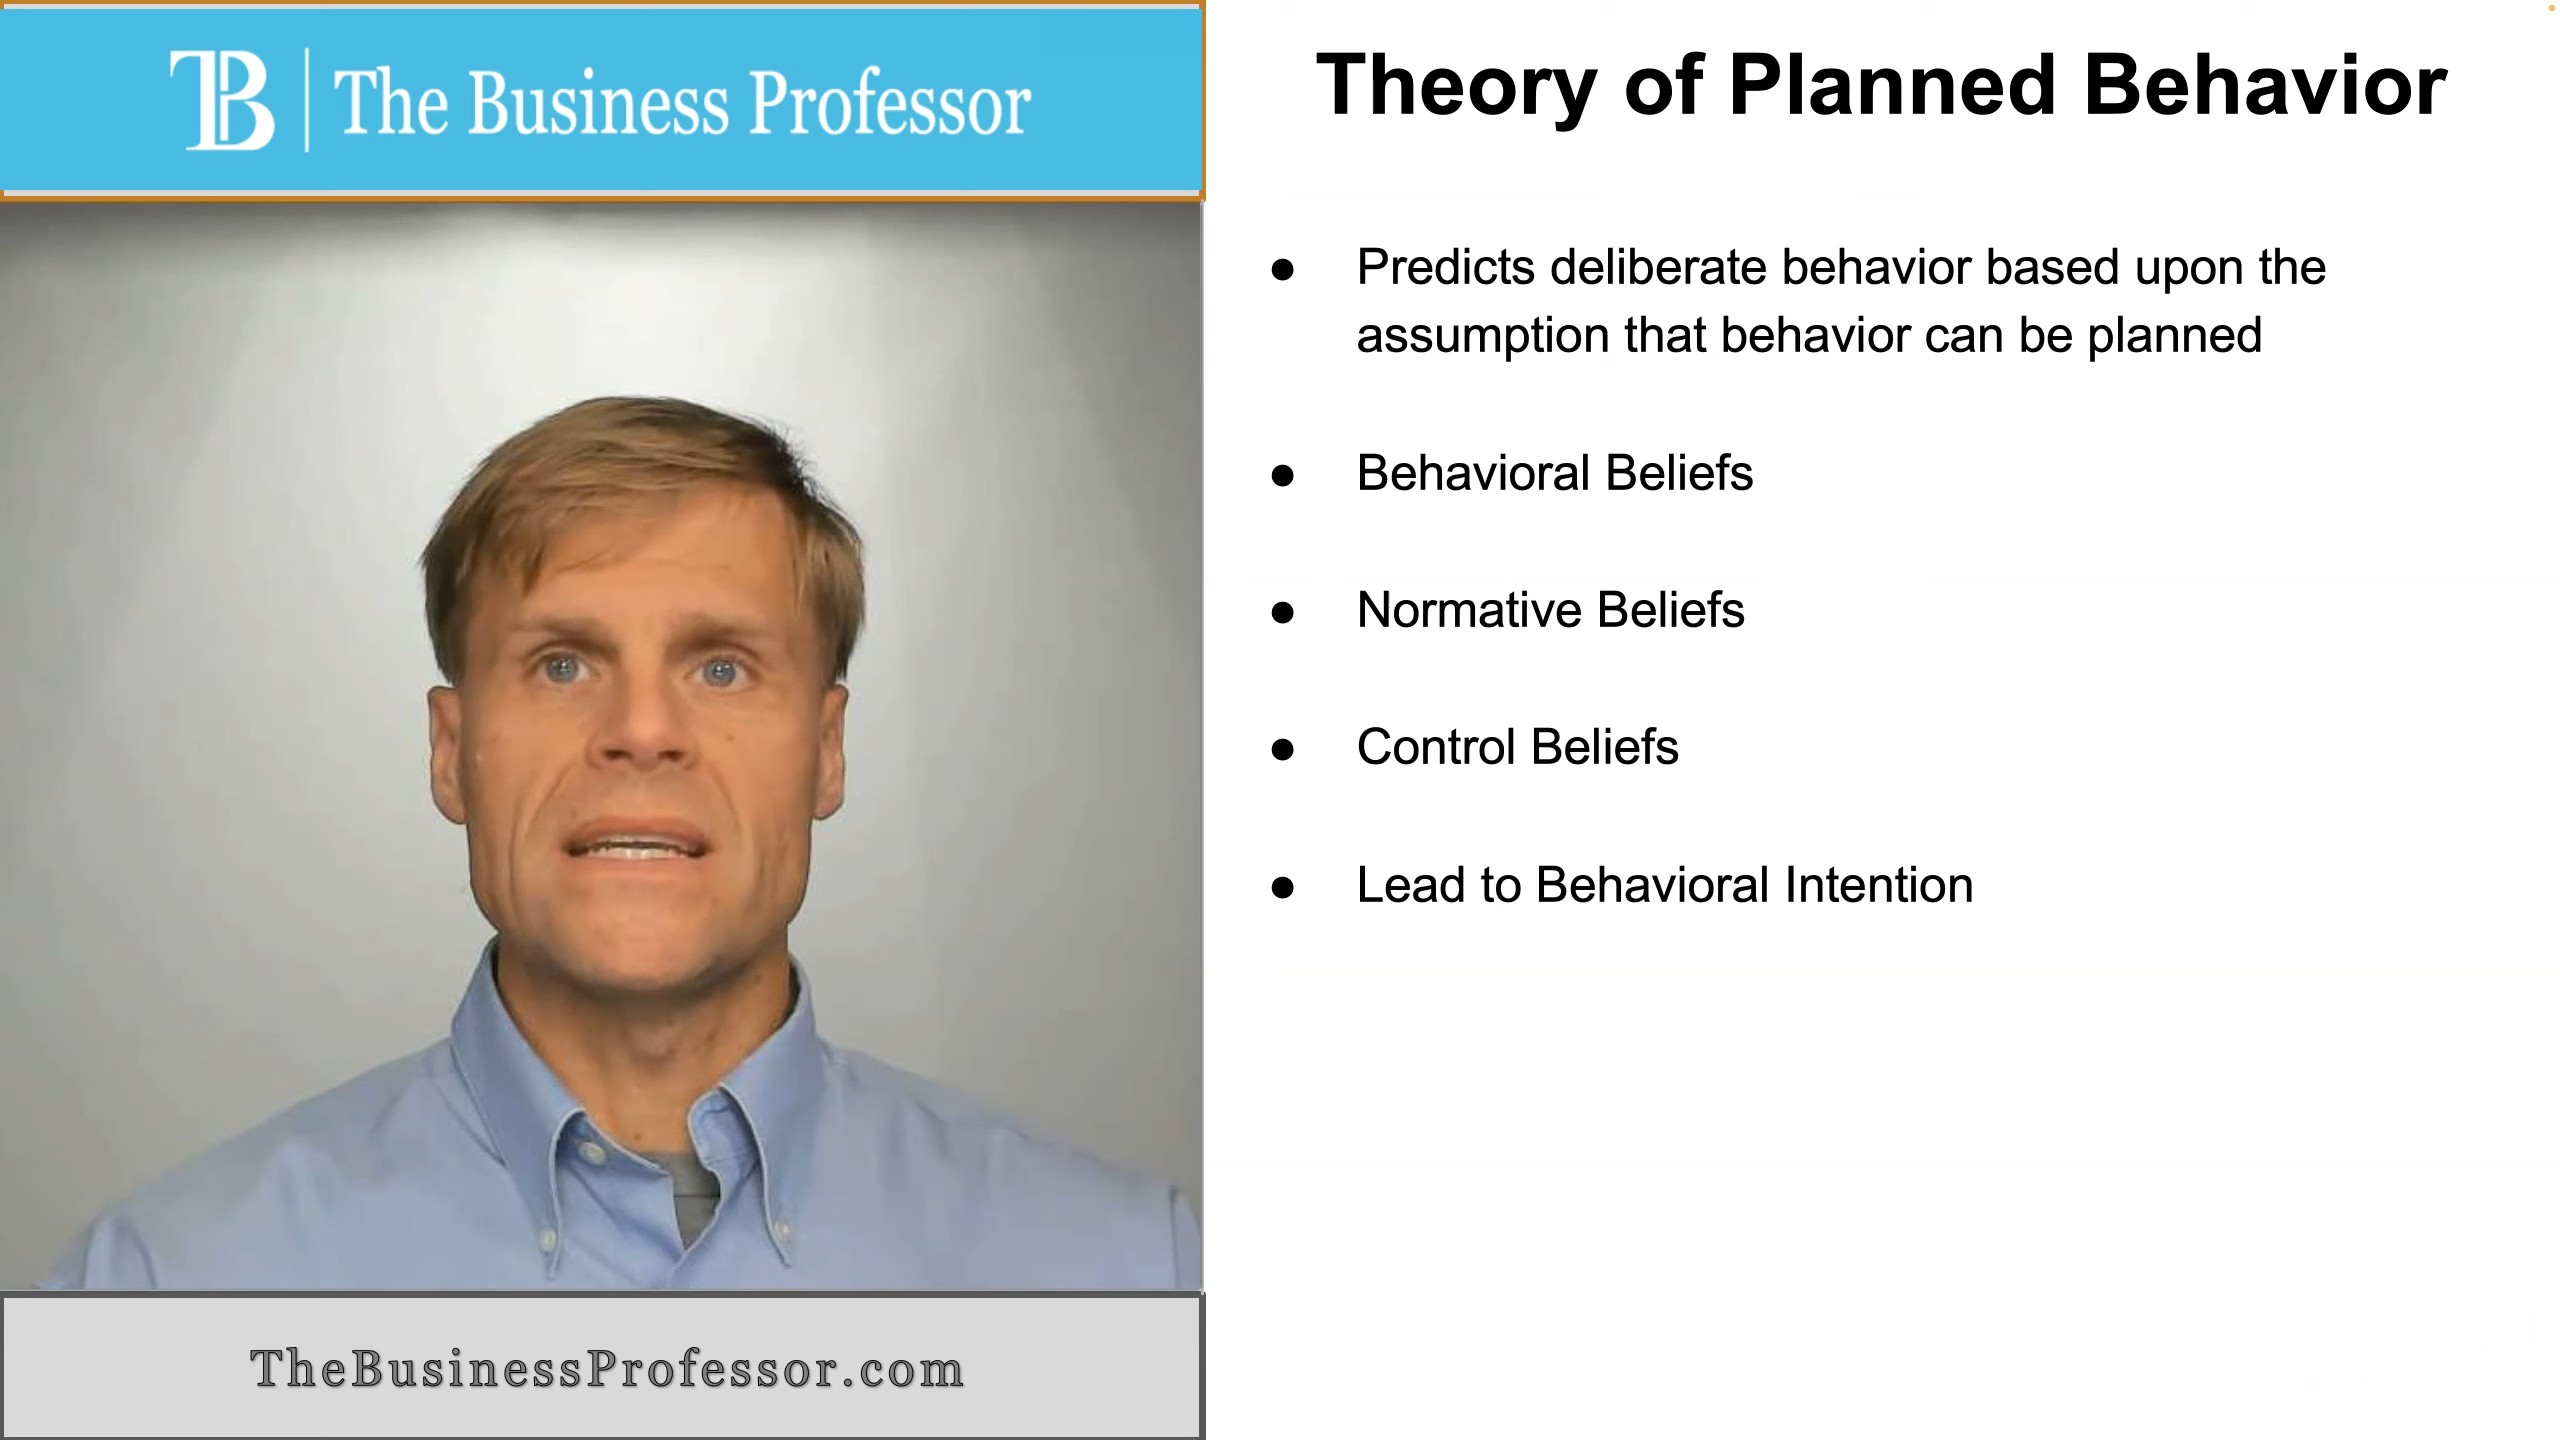 TB | The Business Professor
Theory of Planned Behavior
● Predicts deliberate behavior based upon the
assumption that behavior can be planned
● Behavioral Beliefs
● Normative Beliefs
● Control Beliefs
● Lead to Behavioral Intention
TheBusinessProfessor.com